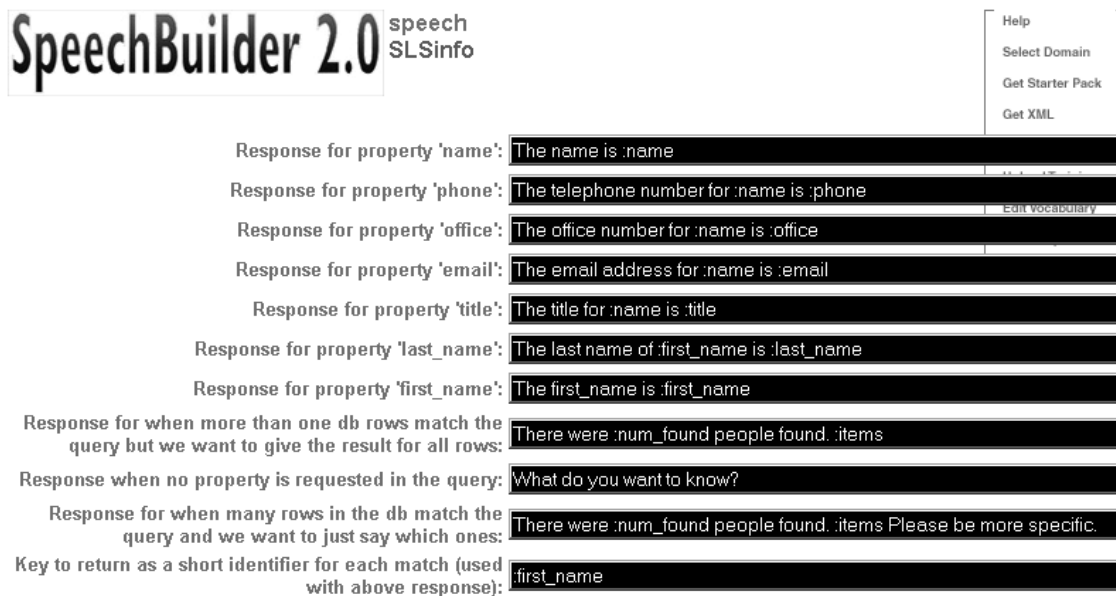 SpeechBuilder 2.0
speech
SLSinfo
Help
Select Domain
Get Starter Pack
Get XML
Edit Vocabulary
Response for property 'name': The name is :name
Response for property 'phone': The telephone number for :name is :phone
Response for property 'office': The office number for :name is :office
Response for property 'email': The email address for :name is :email
Response for property 'title': The title for :name is :title
Response for property 'last_name': The last name of :first_name is :last_name
Response for property 'first_name': The first_name is :first_name
Response for when more than one db rows match the
query but we want to give the result for all rows: There were :num_found people found. :items
Response when no property is requested in the query: What do you want to know?
Response for when many rows in the db match the
query and we want to just say which ones: There were :num_found people found. :items Please be more specific.
Key to return as a short identifier for each match (used
with above response): :first_name